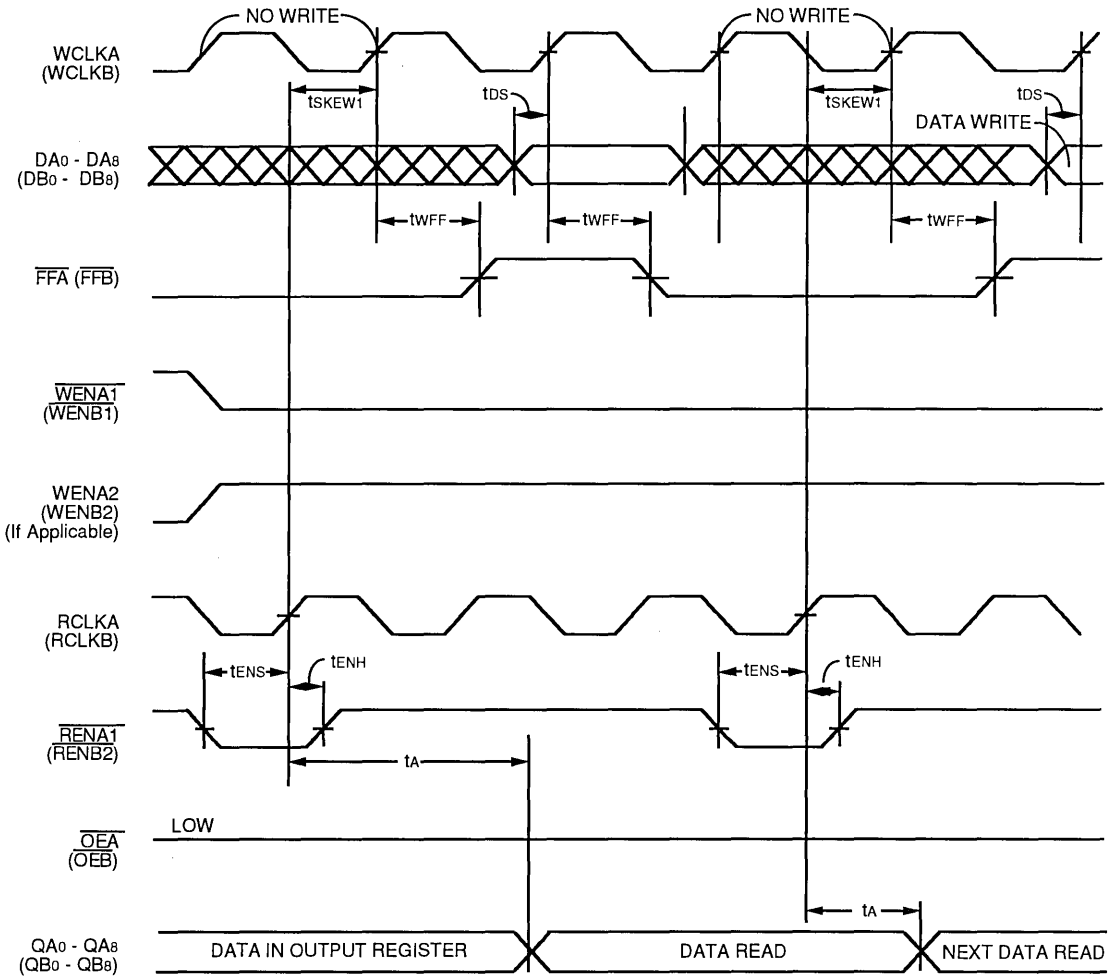 NO WRITE
NO WRITE
WCLKA
(WCLKB)
tSKEW1
tDS
tSKEW1
tDS
DATA WRITE
DA0 - DA8
(DB0 - DB8)
tWFF
tWFF
tWFF
FFA (FFB)
WENA1
(WENB1)
WENA2
(WENB2)
(If Applicable)
RCLKA
(RCLKB)
tENS
tENH
tENS
tENH
RENA1
(RENB2)
tA
LOW
OEA
(OEB)
tA
QA0 - QA8
(QB0 - QB8)
DATA IN OUTPUT REGISTER
DATA READ
NEXT DATA READ